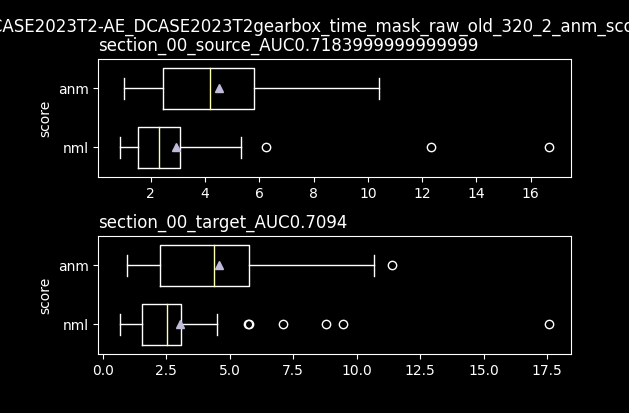 CASE2023T2-AE_DCASE2023T2gearbox_time_mask_raw_old_320_2_anm_sco
section_00_source_AUC0.7183999999999999
anm
nml
score
2 4 6 8 10 12 14 16
section_00_target_AUC0.7094
anm
nml
score
0.0 2.5 5.0 7.5 10.0 12.5 15.0 17.5